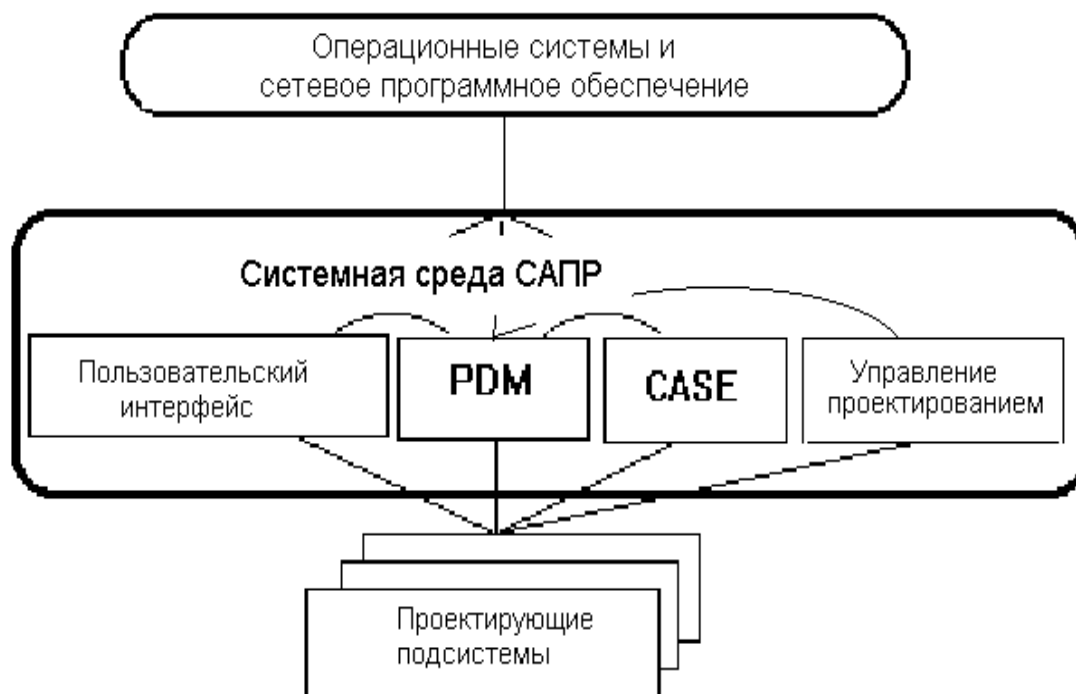 Операционные системы и
сетевое программное обеспечение
Системная среда САПР
Пользовательский
интерфейс
PDM
CASE
Управление
проектированием
Проектирующие
подсистемы